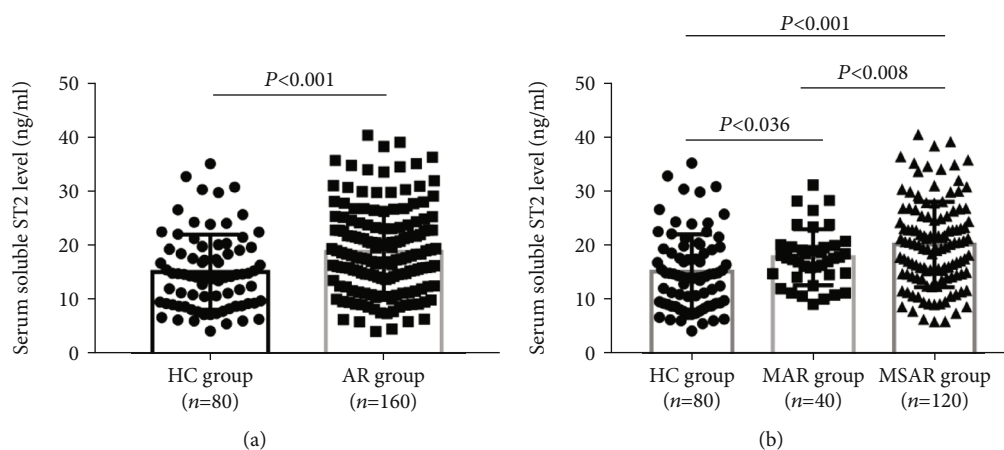 P<0.001
50
40
30
20
10
0
Serum soluble ST2 level (ng/ml)
HC group
(n=80)
AR group
(n=160)
(a)
P<0.001
P<0.008
P<0.036
50
40
30
20
10
0
Serum soluble ST2 level (ng/ml)
HC group
(n=80)
MAR group
(n=40)
MSAR group
(n=120)
(b)